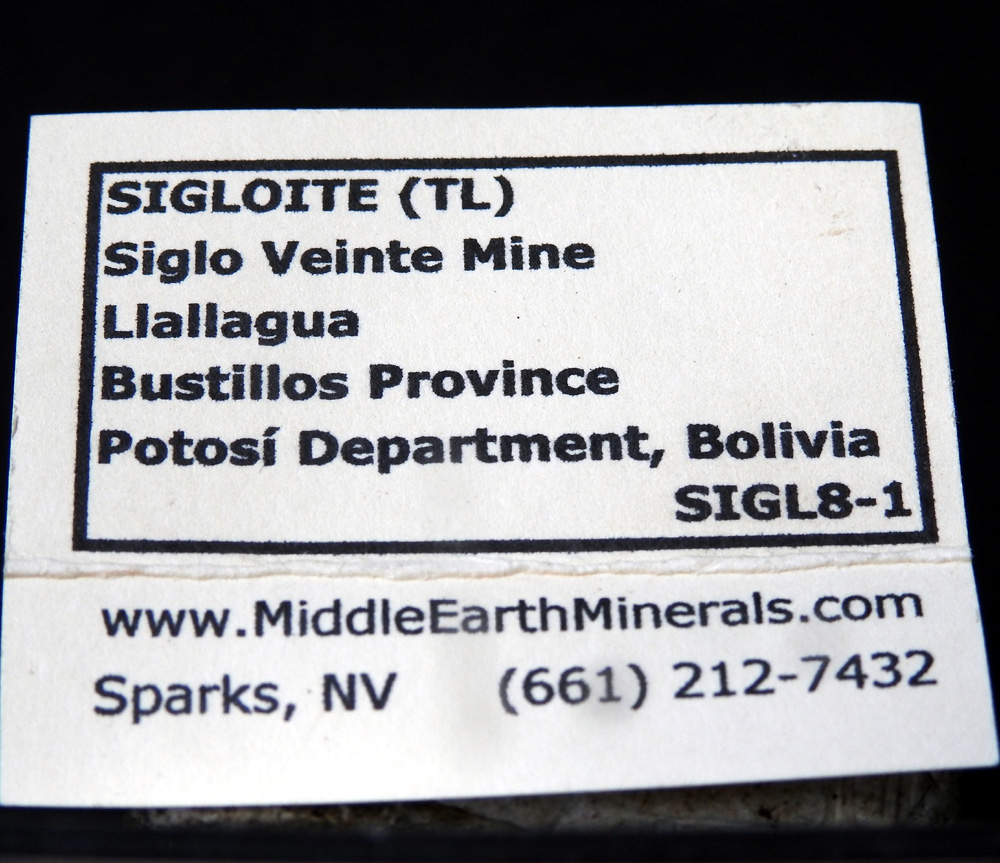 SIGLOITE (TL)
Siglo Veinte Mine
Llallagua
Bustillos Province
Potosí Department, Bolivia
SIGL8-1
www.MiddleEarthMinerals.com
Sparks, NV (661) 212-7432